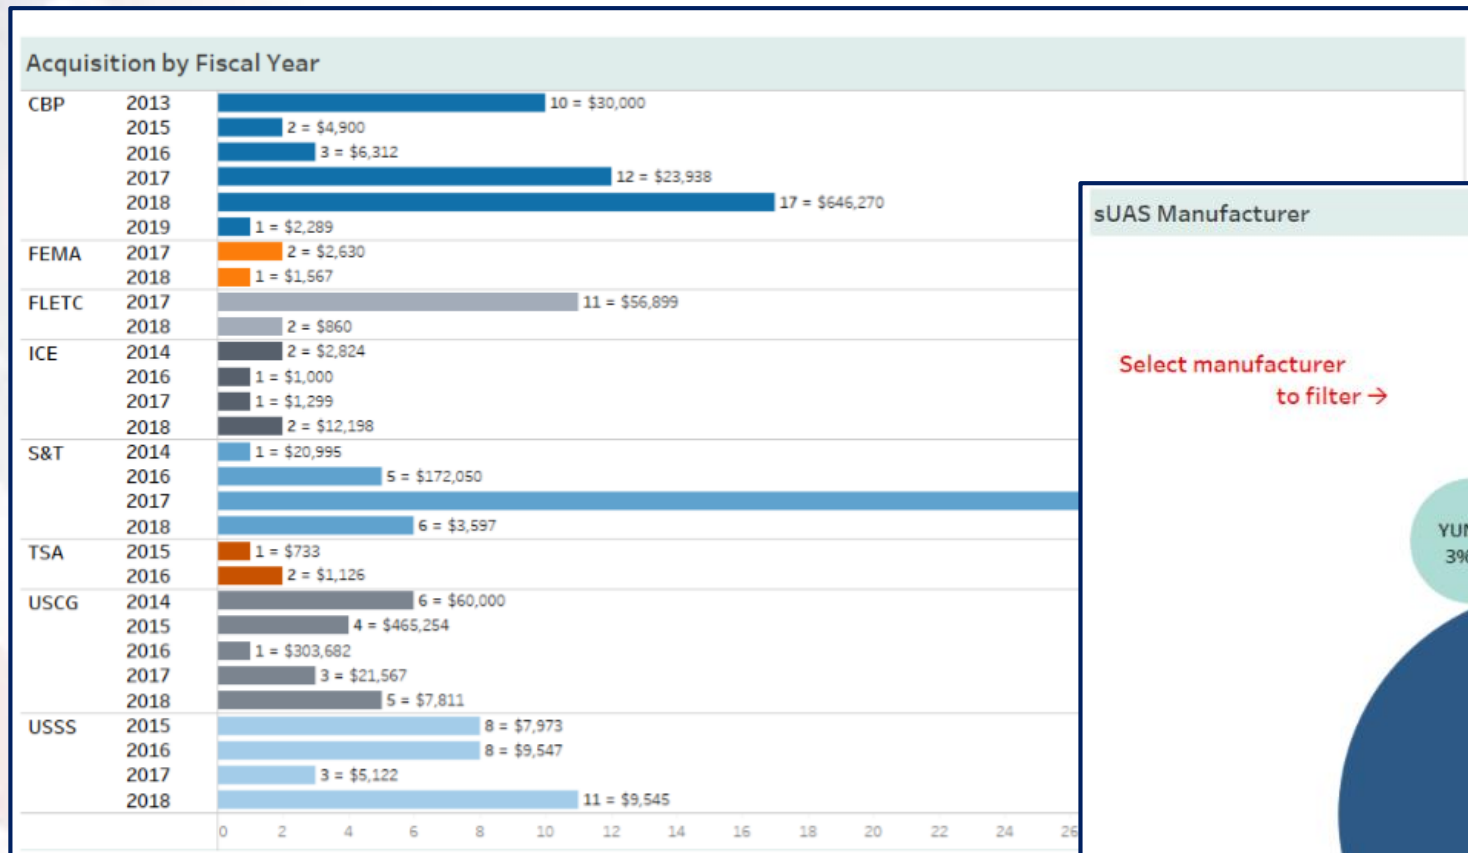 Acquisition by Fiscal Year
CBP 2013 10 = $30,000
2015 2 = $4,900
2016 3 = $6,312
2017 12 = $23,938
2018 17 = $646,270
2019 1 = $2,289
FEMA 2017 2 = $2,630
2018 1 = $1,567
FLETC 2017 11 = $56,899
2018 2 = $860
ICE 2014 2 = $2,824
2016 1 = $1,000
2017 1 = $1,299
2018 2 = $12,198
S&T 2014 1 = $20,995
2016 5 = $172,050
2017
2018 6 = $3,597
TSA 2015 1 = $733
2016 2 = $1,126
USCG 2014 6 = $60,000
2015 4 = $465,254
2016 1 = $303,682
2017 3 = $21,567
2018 5 = $7,811
USSS 2015 8 = $7,973
2016 8 = $9,547
2017 3 = $5,122
2018 11 = $9,545
0 2 4 6 8 10 12 14 16 18 20 22 24 26
sUAS Manufacturer
Select manufacturer
to filter →
3%